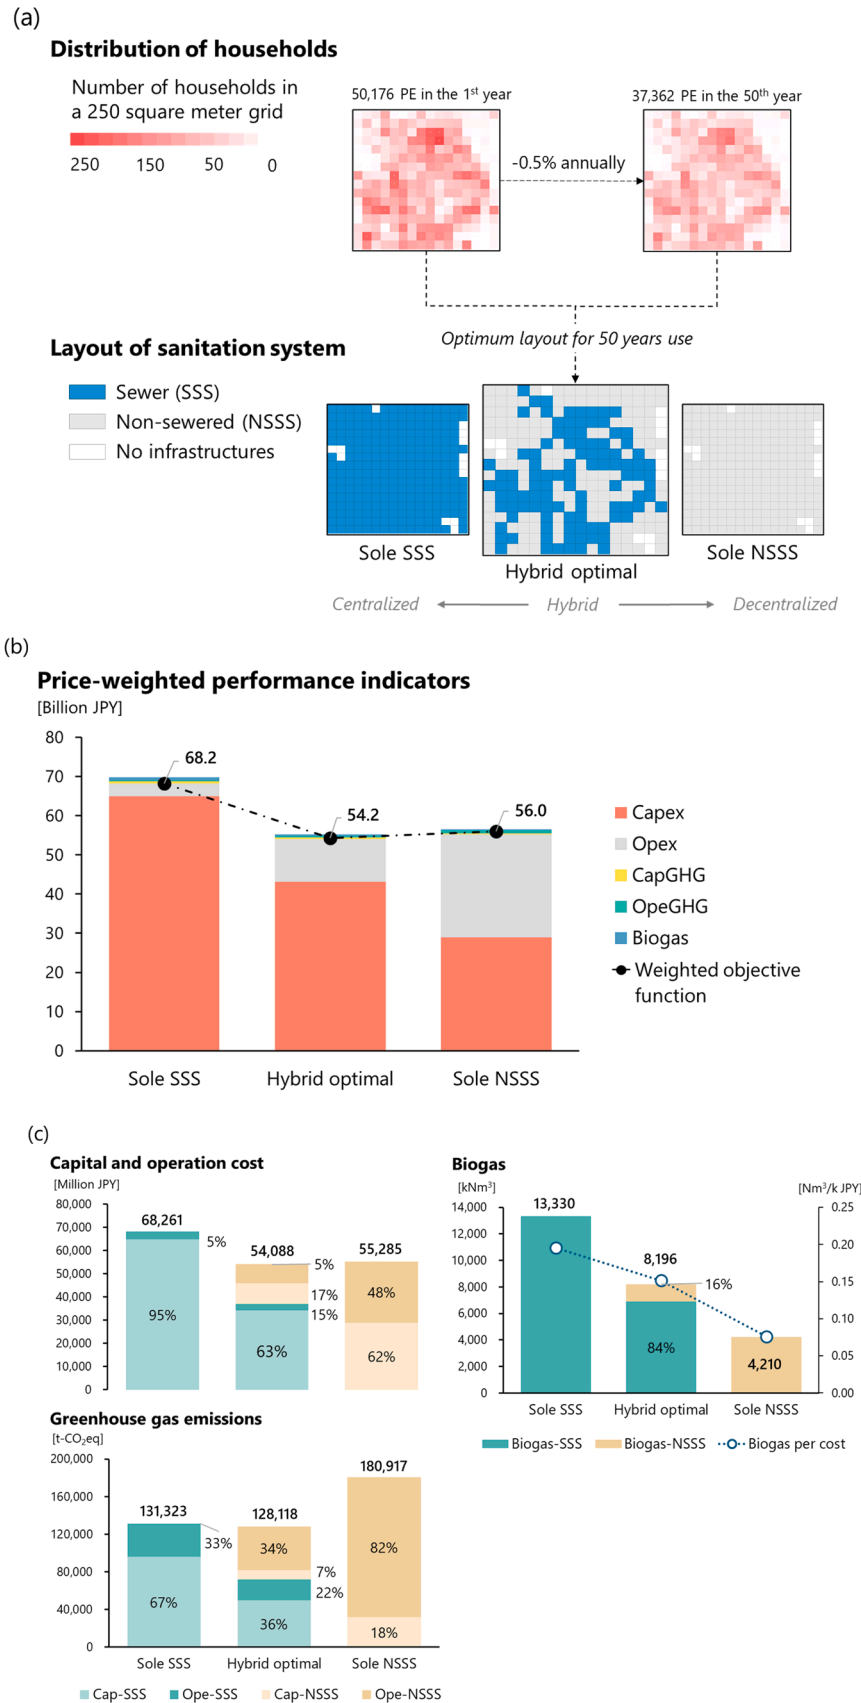 (a)
Distribution of households
Number of households in
a 250 square meter grid
250 150 50 0
50,176 PE in the 1st year
37,362 PE in the 50th year
-0.5% annually
Optimum layout for 50 years use
Layout of sanitation system
Sewer (SSS)
Non-sewered (NSSS)
No infrastructures
Sole SSS
Hybrid optimal
Sole NSSS
Centralized
Hybrid
Decentralized
(b)
Price-weighted performance indicators
[Billion JPY]
80
70
60
50
40
30
20
10
0
68.2
54.2
56.0
Sole SSS
Hybrid optimal
Sole NSSS
Capex
Opex
CapGHG
OpeGHG
Biogas
Weighted objective
function
(c)
Capital and operation cost
[Million JPY]
80,000
70,000
60,000
50,000
40,000
30,000
20,000
10,000
0
68,261
5%
95%
54,088
5%
17%
15%
63%
55,285
48%
62%
Biogas
[kNm3]
[Nm3/k JPY]
14,000
12,000
10,000
8,000
6,000
4,000
2,000
0
13,330
8,196
16%
84%
4,210
0.25
0.20
0.15
0.10
0.05
0.00
Sole SSS
Hybrid optimal
Sole NSSS
Biogas-SSS
Biogas-NSSS
Biogas per cost
Greenhouse gas emissions
[t-CO2eq]
200,000
160,000
120,000
80,000
40,000
0
131,323
33%
67%
128,118
34%
7%
22%
36%
180,917
82%
18%
Sole SSS
Hybrid optimal
Sole NSSS
Cap-SSS
Ope-SSS
Cap-NSSS
Ope-NSSS